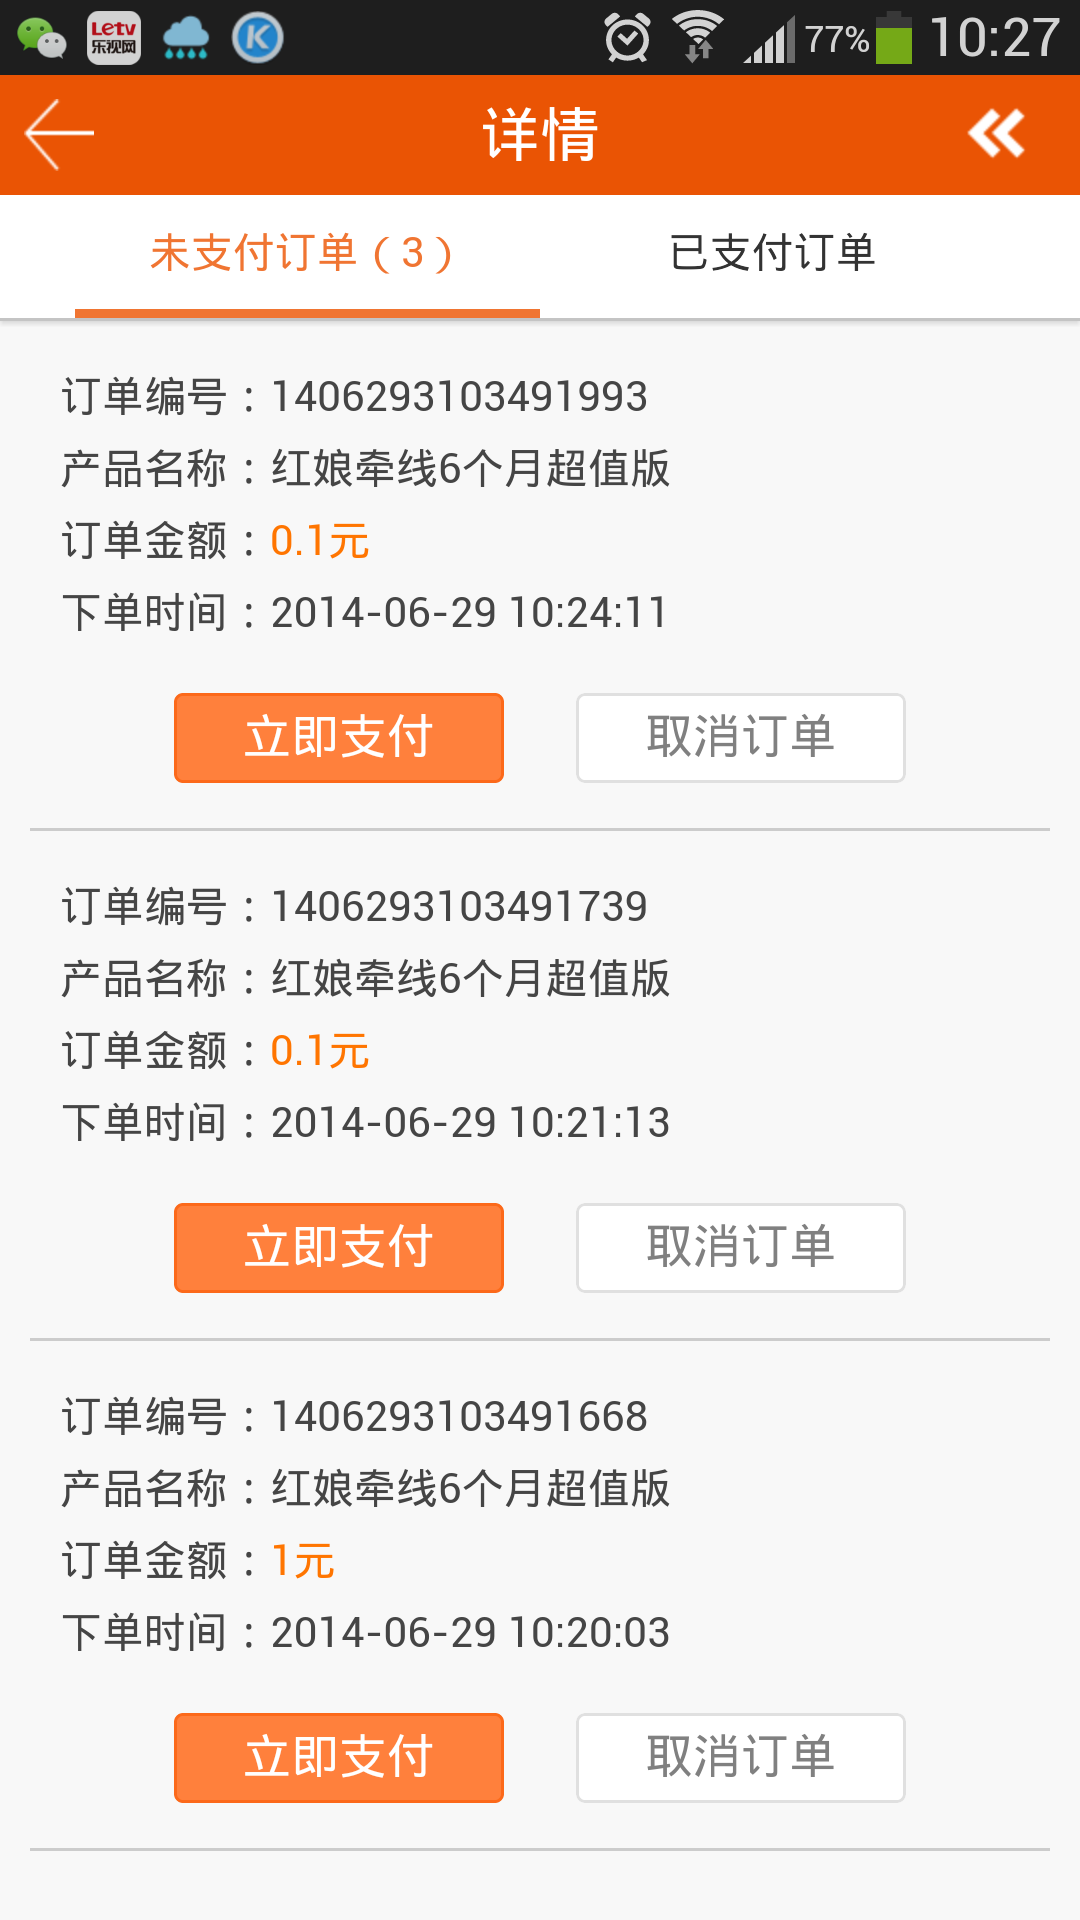 Letv
乐视网
K
77%
10:27
详情
未支付订单（3）
已支付订单
订单编号：1406293103491993
产品名称：红娘牵线6个月超值版
订单金额：0.1元
下单时间：2014-06-29 10:24:11
立即支付
取消订单
订单编号：1406293103491739
产品名称：红娘牵线6个月超值版
订单金额：0.1元
下单时间：2014-06-29 10:21:13
立即支付
取消订单
订单编号：1406293103491668
产品名称：红娘牵线6个月超值版
订单金额：1元
下单时间：2014-06-29 10:20:03
立即支付
取消订单